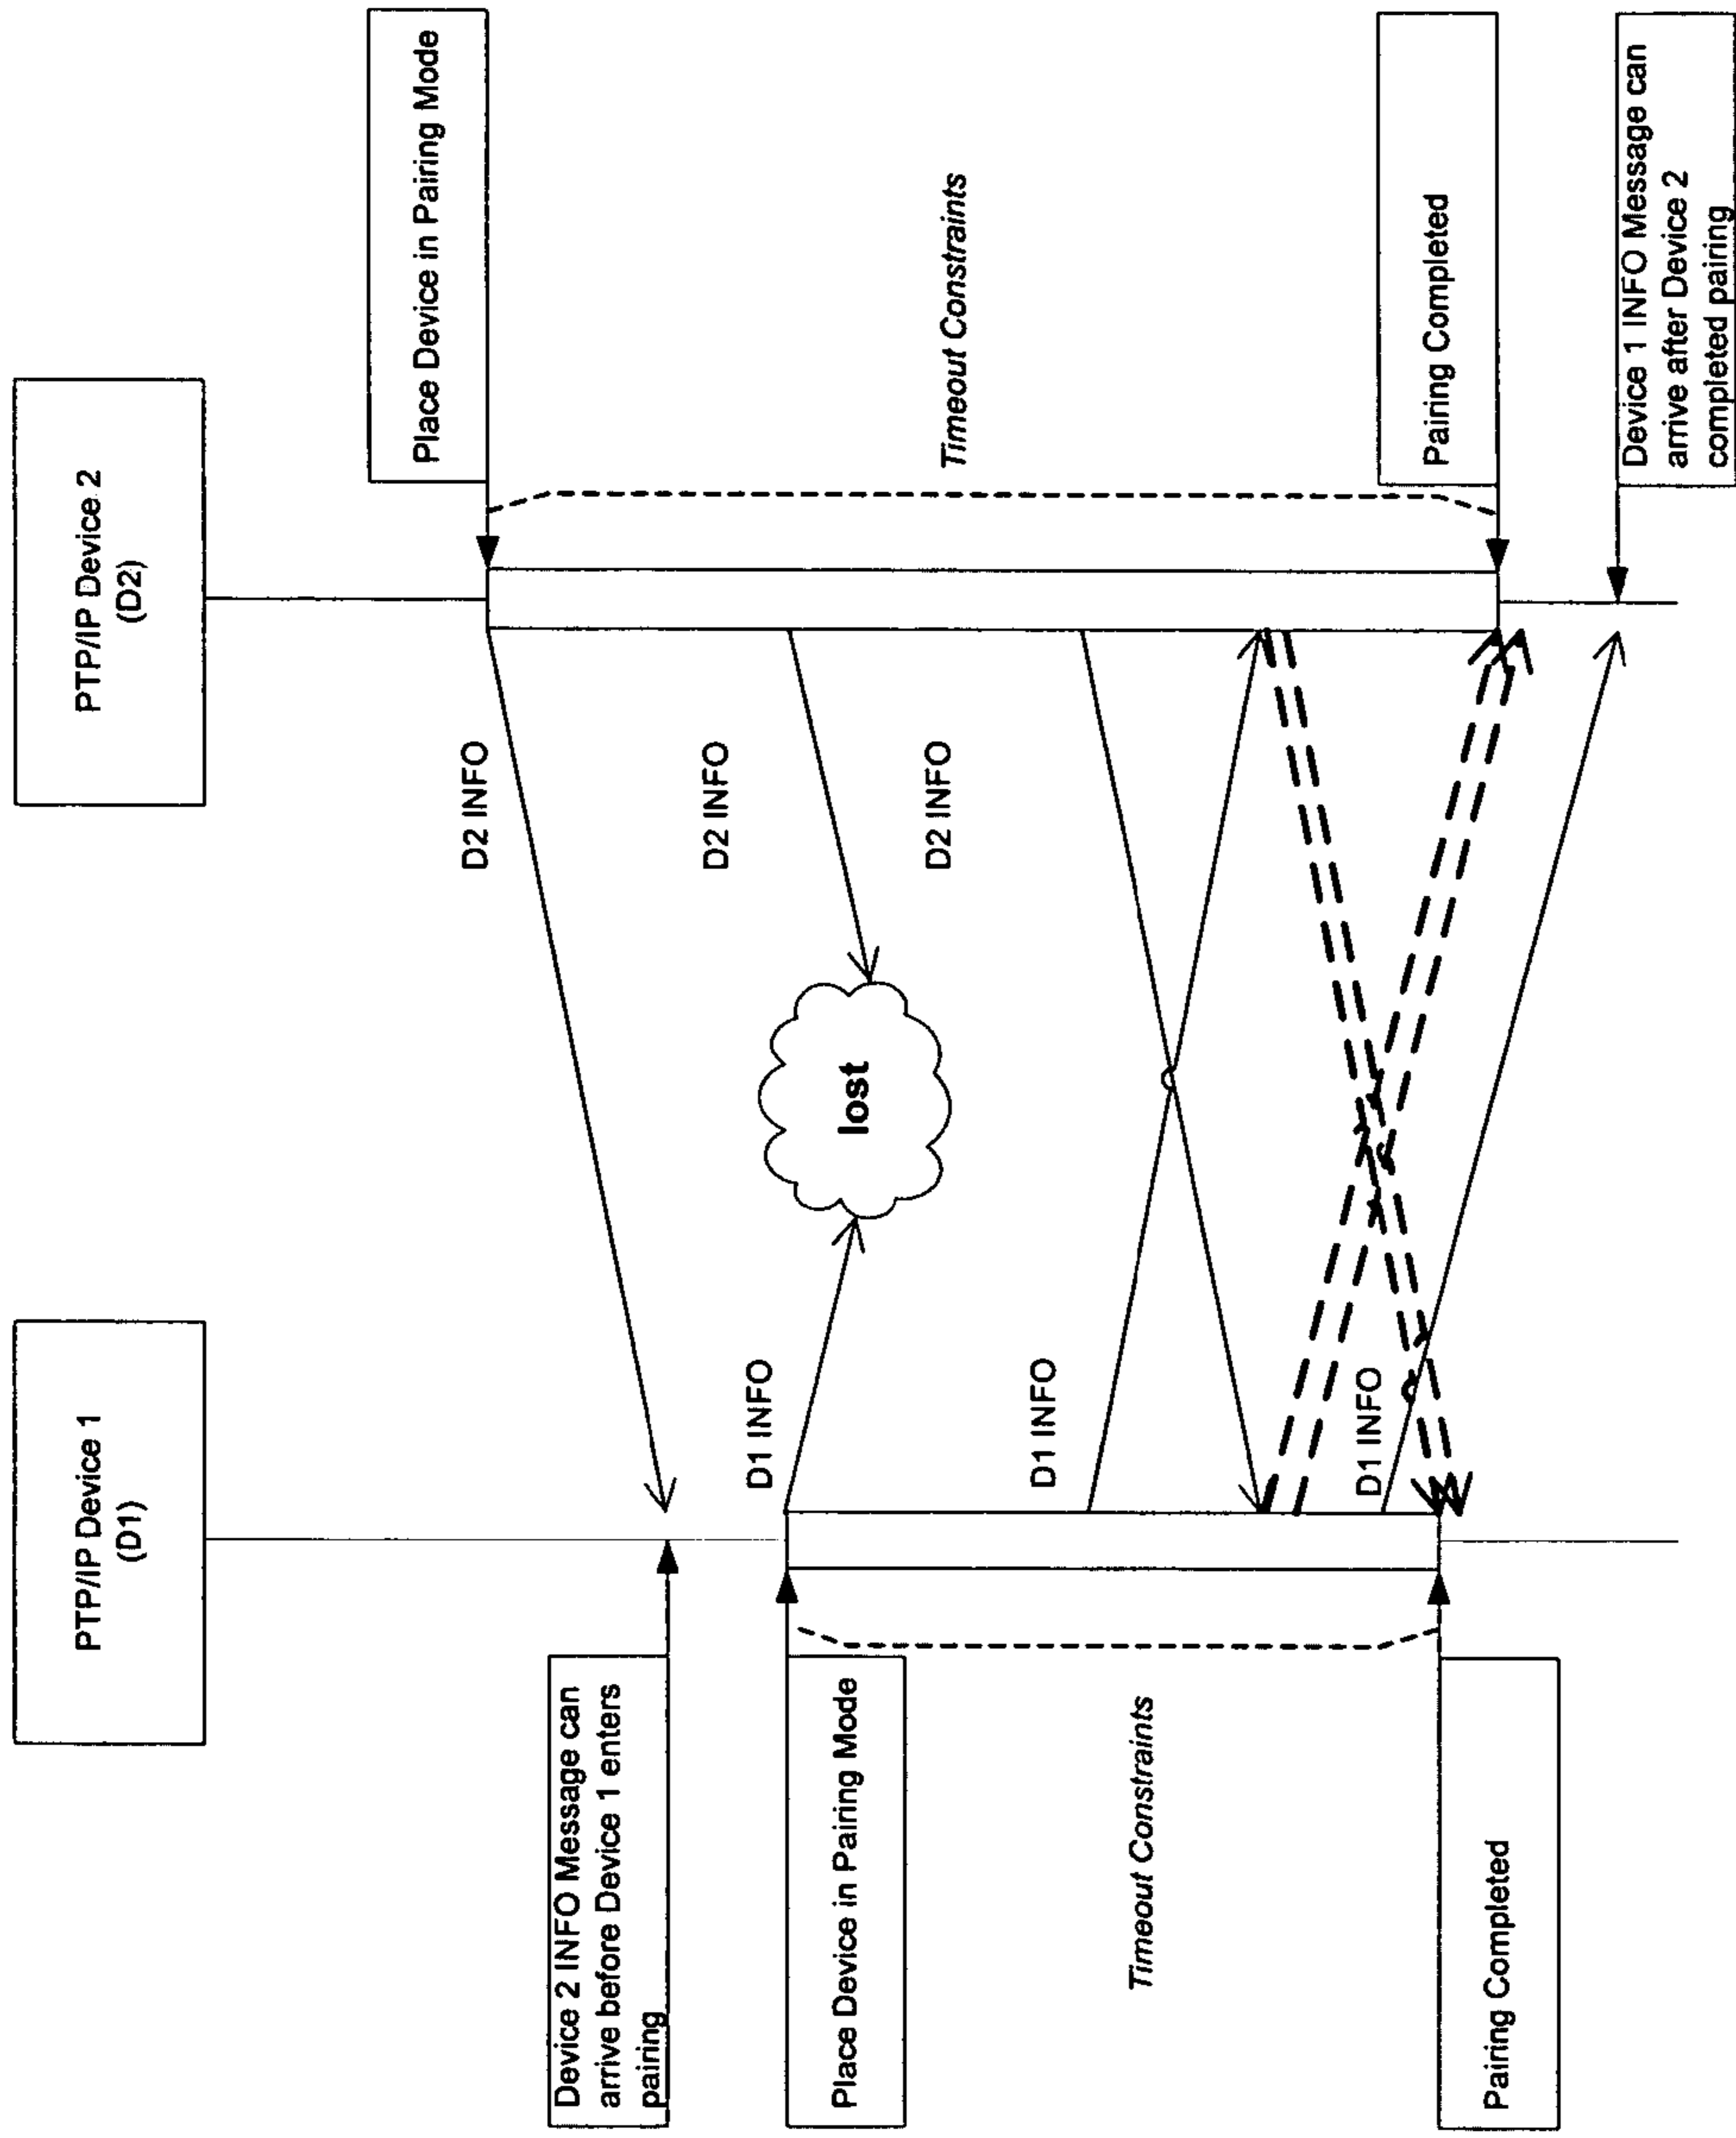 PTP/IP Device 1
(D1)
PTP/IP Device 2
(D2)
Place Device in Pairing Mode
D2 INFO
Device 2 INFO Message can
arrive before Device 1 enters
pairing
D2 INFO
D1 INFO
Place Device in Pairing Mode
lost
D2 INFO
Timeout Constraints
D1 INFO
Timeout Constraints
D1 INFO
Pairing Completed
Pairing Completed
Device 1 INFO Message can
arrive after Device 2
completed pairing